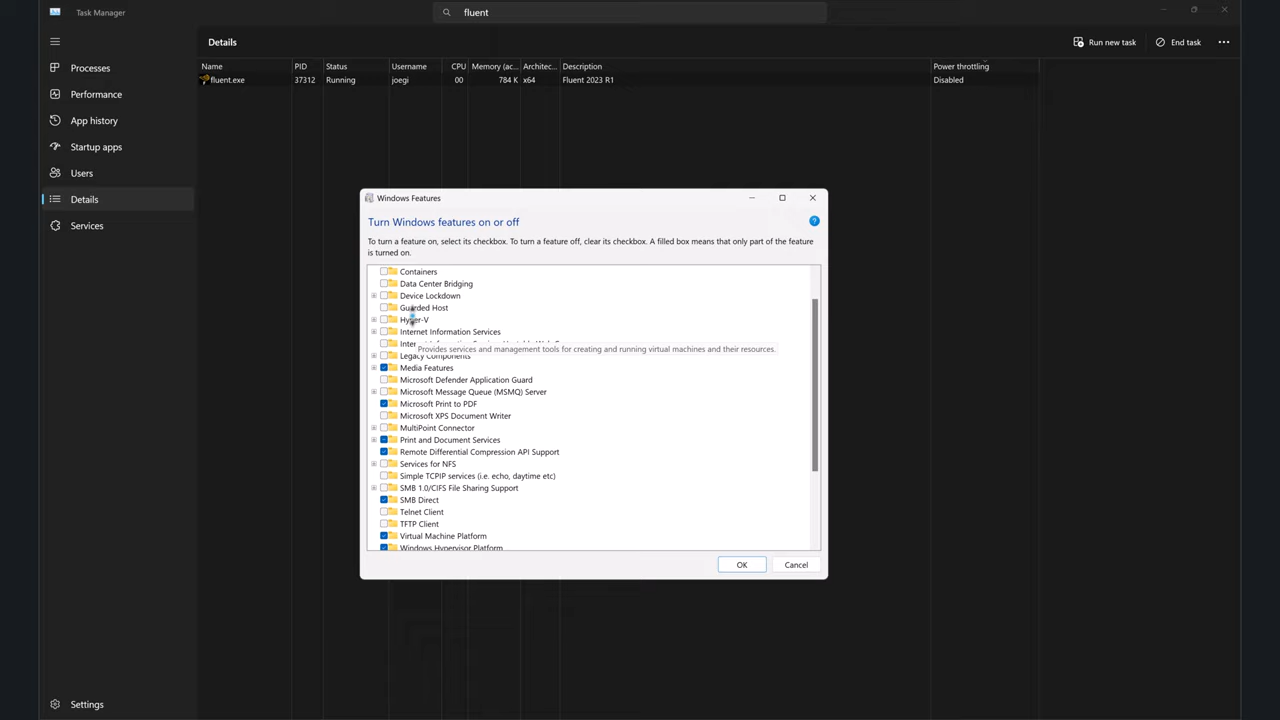 Task Manager
fluent
Details
Run new task
End task
Processes
Performance
App history
Startup apps
Users
Details
Services
Settings
Name PID Status Username CPU Memory (ac... Architec... Description Power throttling
fluent.exe 37312 Running joegi 00 784 K x64 Fluent 2023 R1 Disabled
Windows Features
Turn Windows features on or off
To turn a feature on, select its checkbox. To turn a feature off, clear its checkbox. A filled box means that only part of the feature
is turned on.
Containers
Data Center Bridging
Device Lockdown
Guarded Host
Hyper-V
Internet Information Services
Provides services and management tools for creating and running virtual machines and their resources.
Legacy Components
Media Features
Microsoft Defender Application Guard
Microsoft Message Queue (MSMQ) Server
Microsoft Print to PDF
Microsoft XPS Document Writer
MultiPoint Connector
Print and Document Services
Remote Differential Compression API Support
Services for NFS
Simple TCPIP services (i.e. echo, daytime etc)
SMB 1.0/CIFS File Sharing Support
SMB Direct
Telnet Client
TFTP Client
Virtual Machine Platform
Windows Hypervisor Platform
OK
Cancel